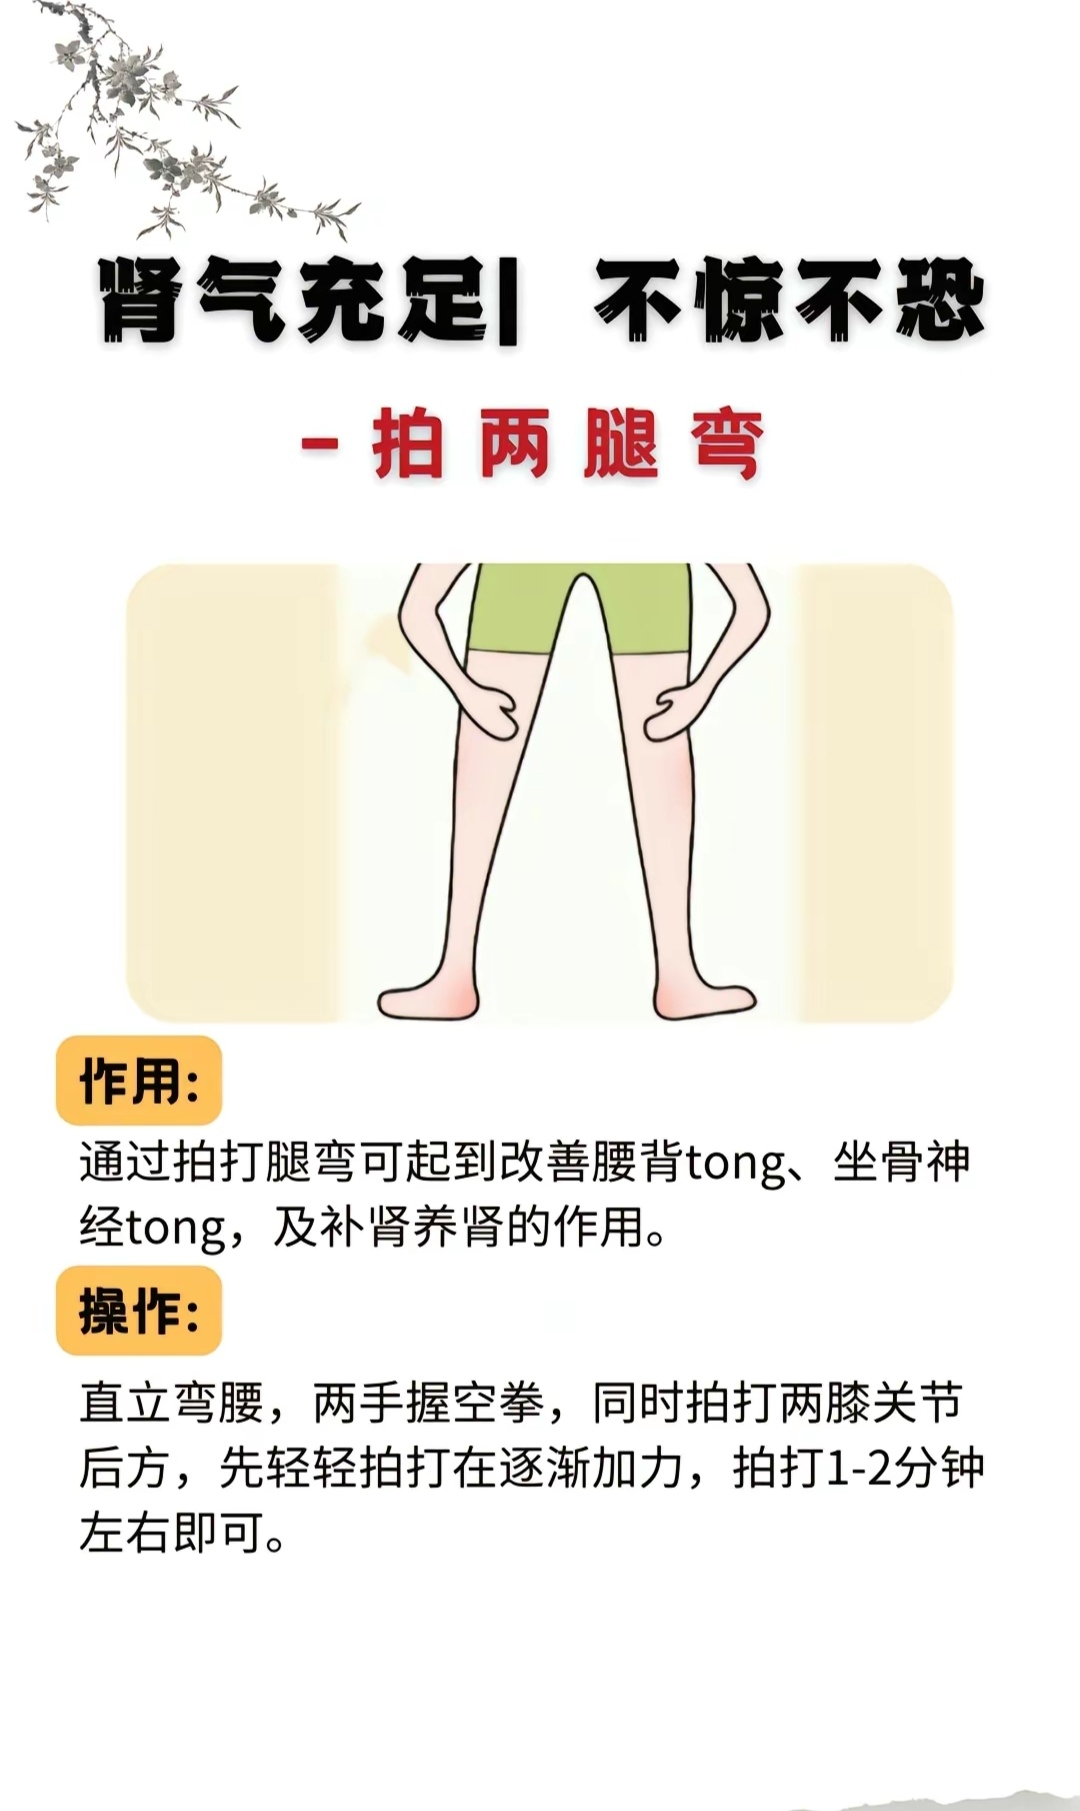 肾气充足| 不惊不恐
-拍两腿弯
作用:
通过拍打腿弯可起到改善腰背tong、坐骨神
经tong，及补肾养肾的作用。
操作:
直立弯腰，两手握空拳，同时拍打两膝关节
后方，先轻轻拍打在逐渐加力，拍打1-2分钟
左右即可。